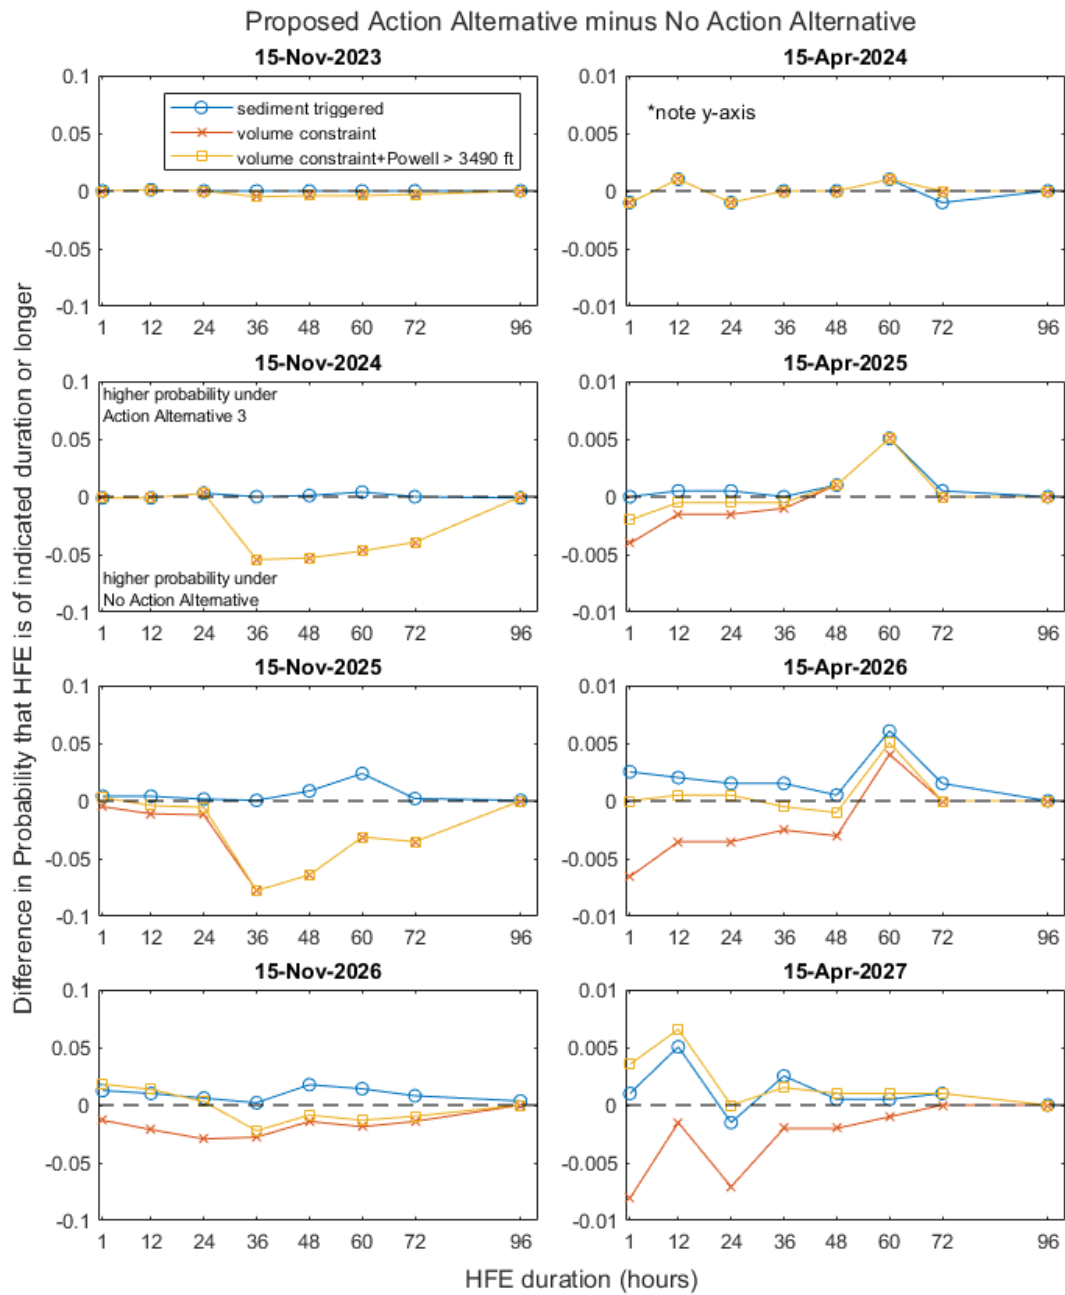 Proposed Action Alternative minus No Action Alternative
Difference in Probability that HFE is of indicated duration or longer
15-Nov-2023
0.1
0.05
0
-0.05
-0.1
sediment triggered
volume constraint
volume constraint+Powell > 3490 ft
1 12 24 36 48 60 72 96
15-Apr-2024
0.01
0.005
0
-0.005
-0.01
*note y-axis
1 12 24 36 48 60 72 96
15-Nov-2024
0.1
0.05
0
-0.05
-0.1
higher probability under
Action Alternative 3
higher probability under
No Action Alternative
1 12 24 36 48 60 72 96
15-Apr-2025
0.01
0.005
0
-0.005
-0.01
1 12 24 36 48 60 72 96
15-Nov-2025
0.1
0.05
0
-0.05
-0.1
1 12 24 36 48 60 72 96
15-Apr-2026
0.01
0.005
0
-0.005
-0.01
1 12 24 36 48 60 72 96
15-Nov-2026
0.1
0.05
0
-0.05
-0.1
1 12 24 36 48 60 72 96
15-Apr-2027
0.01
0.005
0
-0.005
-0.01
1 12 24 36 48 60 72 96
HFE duration (hours)